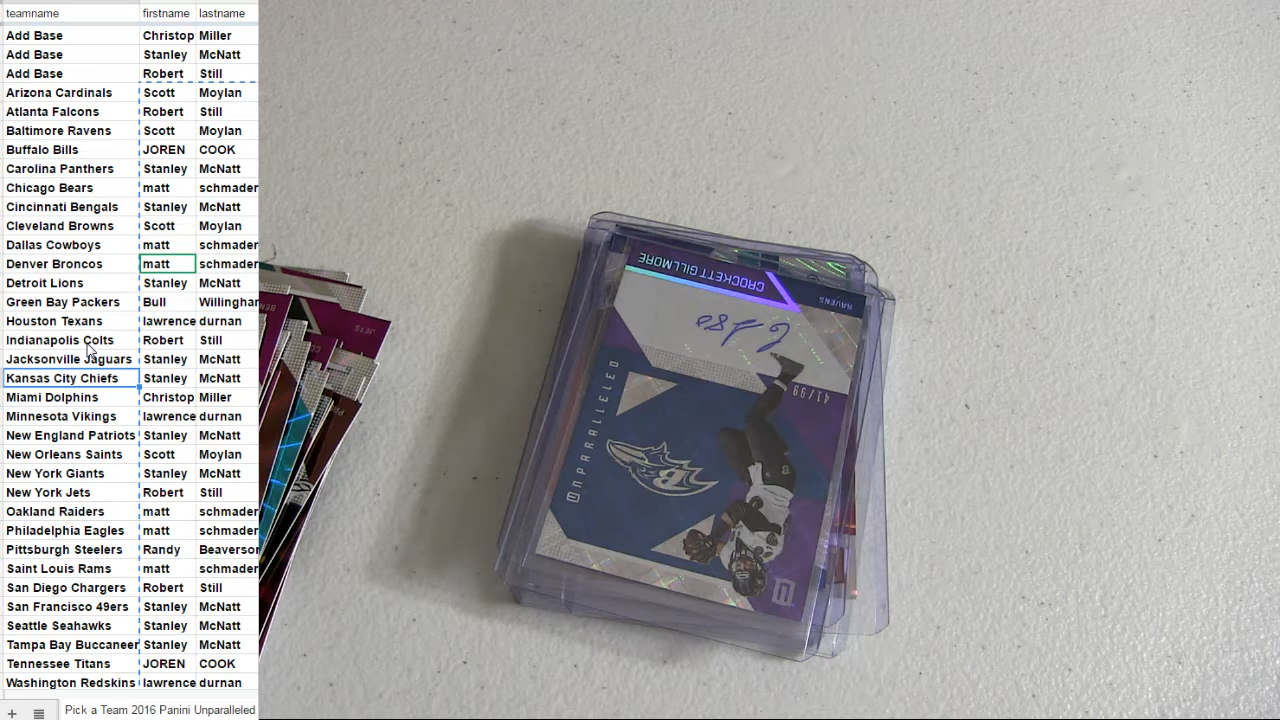 teamname firstname lastname
Add Base Christop Miller
Add Base Stanley McNatt
Add Base Robert Still
Arizona Cardinals Scott Moylan
Atlanta Falcons Robert Still
Baltimore Ravens Scott Moylan
Buffalo Bills JOREN COOK
Carolina Panthers Stanley McNatt
Chicago Bears matt schmader
Cincinnati Bengals Stanley McNatt
Cleveland Browns Scott Moylan
Dallas Cowboys matt schmader
Denver Broncos matt schmader
Detroit Lions Stanley McNatt
Green Bay Packers Bull Willinghar
Houston Texans lawrence durnan
Indianapolis Colts Robert Still
Jacksonville Jaguars Stanley McNatt
Kansas City Chiefs Stanley McNatt
Miami Dolphins Christop Miller
Minnesota Vikings lawrence durnan
New England Patriots Stanley McNatt
New Orleans Saints Scott Moylan
New York Giants Stanley McNatt
New York Jets Robert Still
Oakland Raiders matt schmader
Philadelphia Eagles matt schmader
Pittsburgh Steelers Randy Beaverson
Saint Louis Rams matt schmader
San Diego Chargers Robert Still
San Francisco 49ers Stanley McNatt
Seattle Seahawks Stanley McNatt
Tampa Bay Buccaneer Stanley McNatt
Tennessee Titans JOREN COOK
Washington Redskins lawrence durnan
Pick a Team 2016 Panini Unparalleled
JETS
CROCKETT GILLMORE
RAVENS
41/99
UNPARALLELED